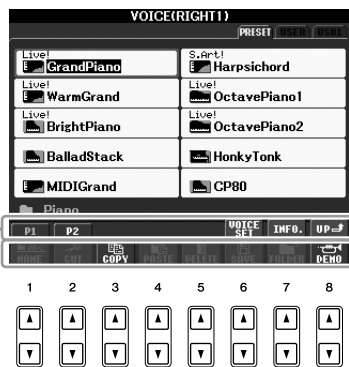 VOICE(RIGHT1)
PRESET USER USB1
Live!
GrandPiano
S.Art!
Harpsichord
Live!
WarmGrand
Live!
OctavePiano1
Live!
BrightPiano
Live!
OctavePiano2
BalladStack
HonkyTonk
MIDIGrand
CP80
Piano
P1 P2 VOICE SET INFO. UP
NAME CUT COPY PASTE DELETE SAVE FOLDER DEMO
1 2 3 4 5 6 7 8